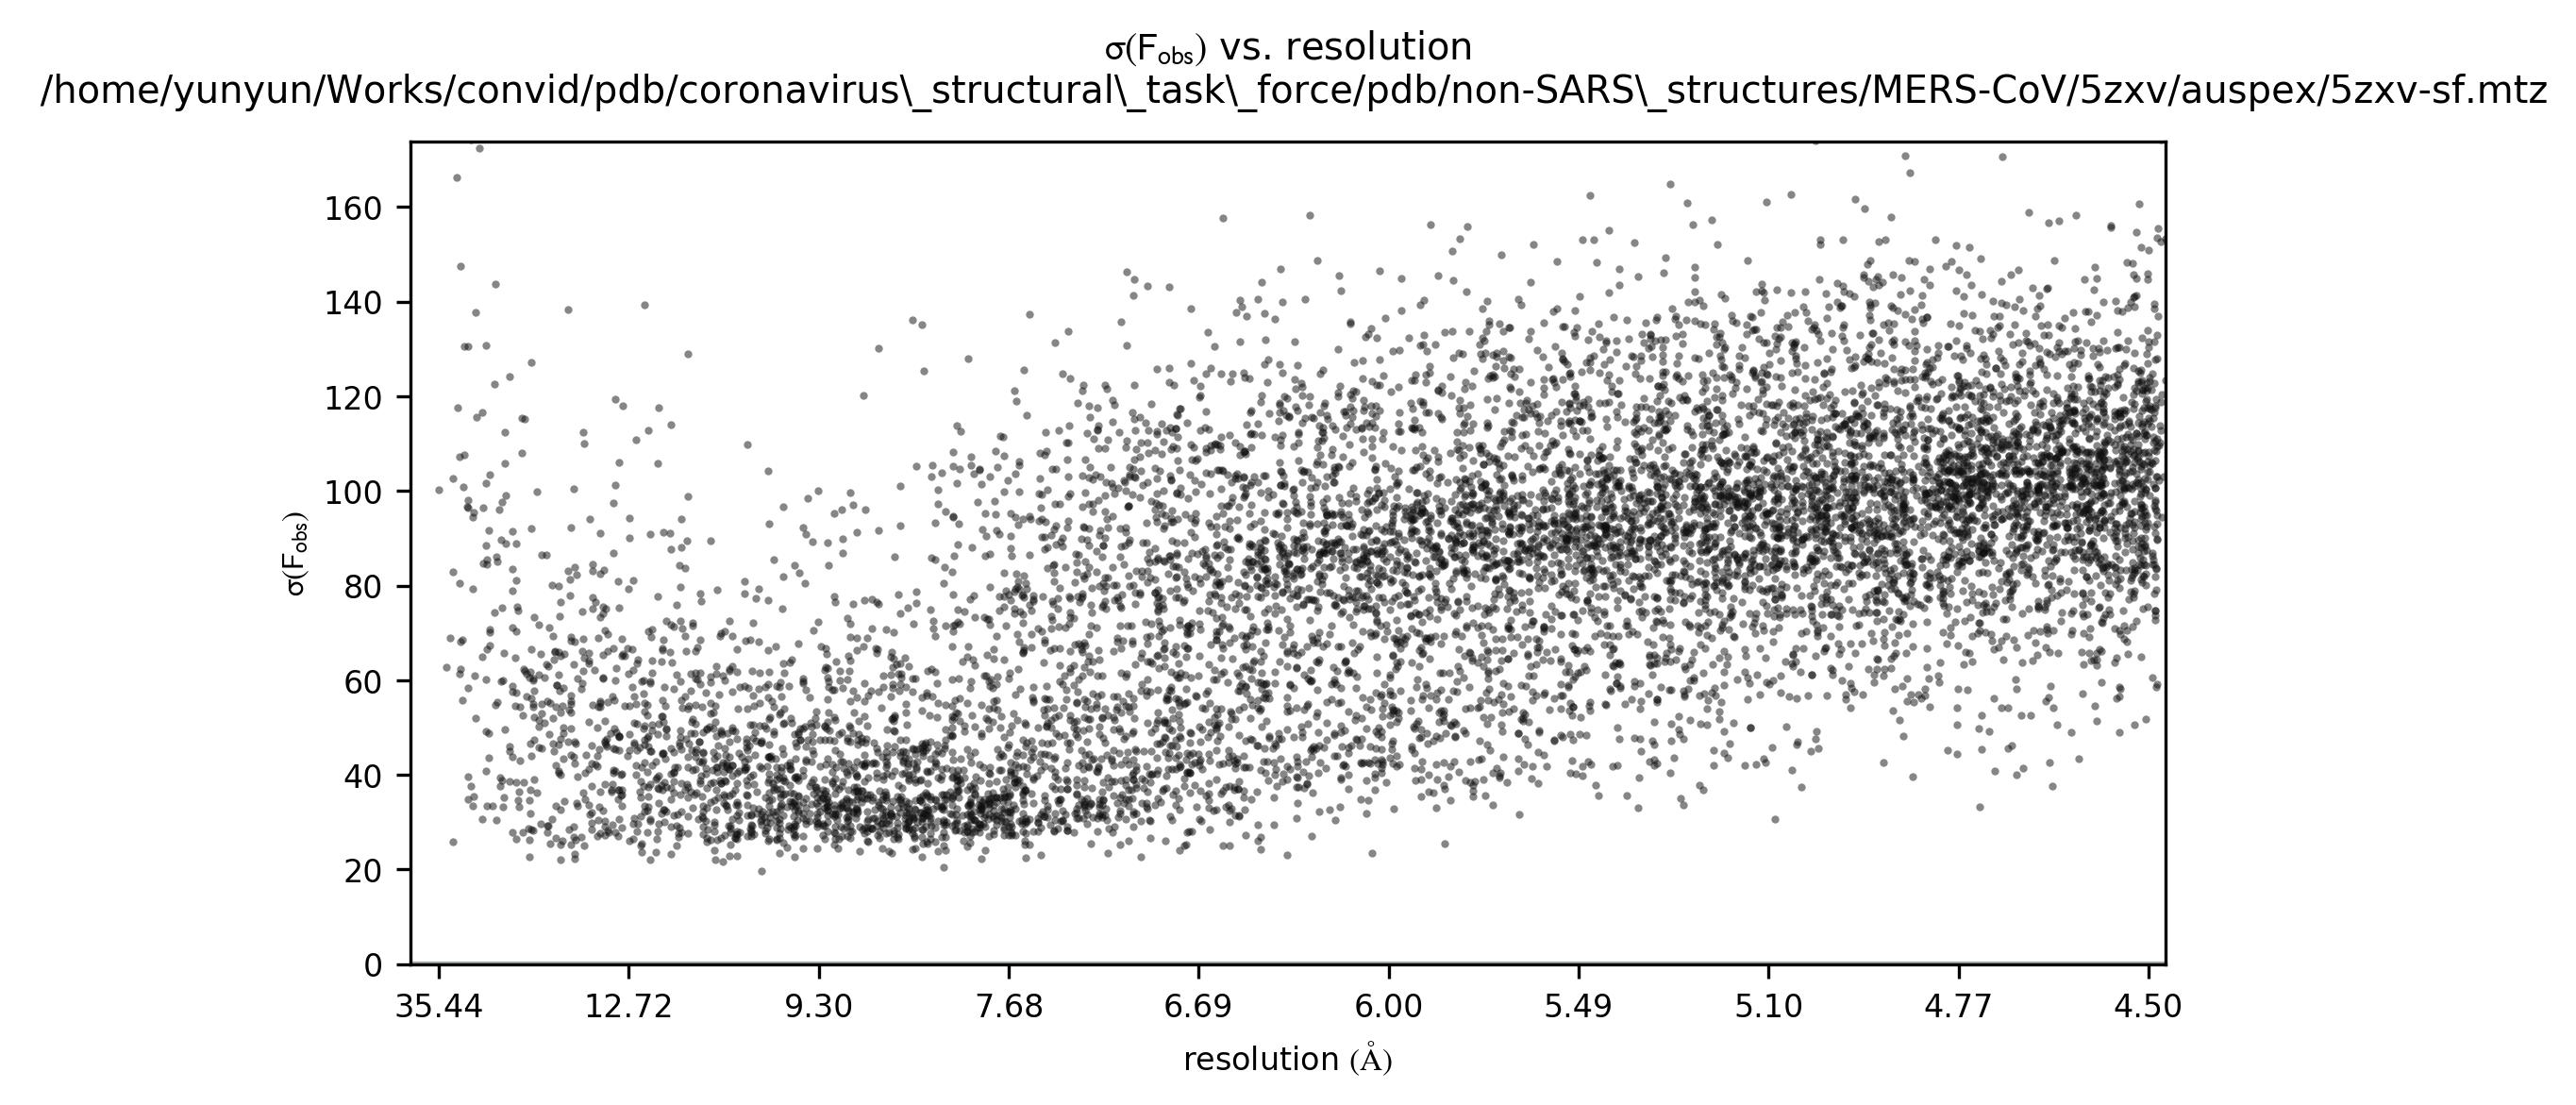 σ(Fobs) vs. resolution
/home/yunyun/Works/convid/pdb/coronavirus\_structural\_task\_force/pdb/non-SARS\_structures/MERS-CoV/5zxv/auspex/5zxv-sf.mtz
160
140
120
100
80
60
40
20
0
σ(Fobs)
35.44 12.72 9.30 7.68 6.69 6.00 5.49 5.10 4.77 4.50
resolution (Å)